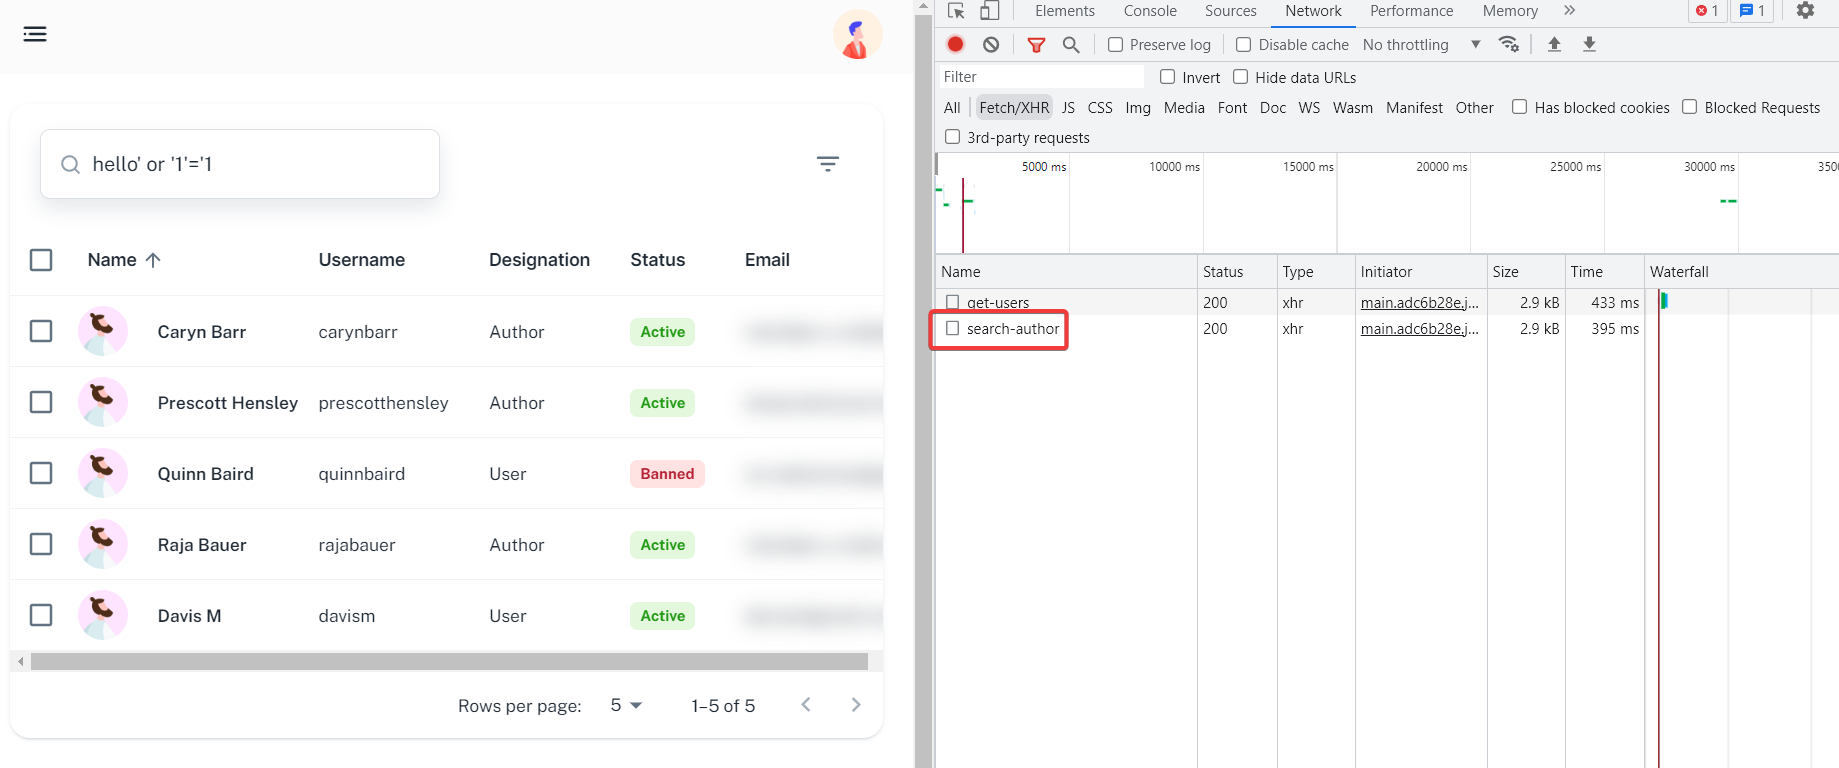 hello' or '1'='1
Name Username Designation Status Email
Caryn Barr carynbarr Author Active
Prescott Hensley prescotthensley Author Active
Quinn Baird quinnbaird User Banned
Raja Bauer rajabauer Author Active
Davis M davism User Active
Rows per page: 5 1–5 of 5
Elements Console Sources Network Performance Memory » 1 1
Preserve log Disable cache No throttling
Filter Invert Hide data URLs
All Fetch/XHR JS CSS Img Media Font Doc WS Wasm Manifest Other Has blocked cookies Blocked Requests
3rd-party requests
5000 ms 10000 ms 15000 ms 20000 ms 25000 ms 30000 ms 3500
Name Status Type Initiator Size Time Waterfall
get-users 200 xhr main.adc6b28e.j... 2.9 kB 433 ms
search-author 200 xhr main.adc6b28e.j... 2.9 kB 395 ms